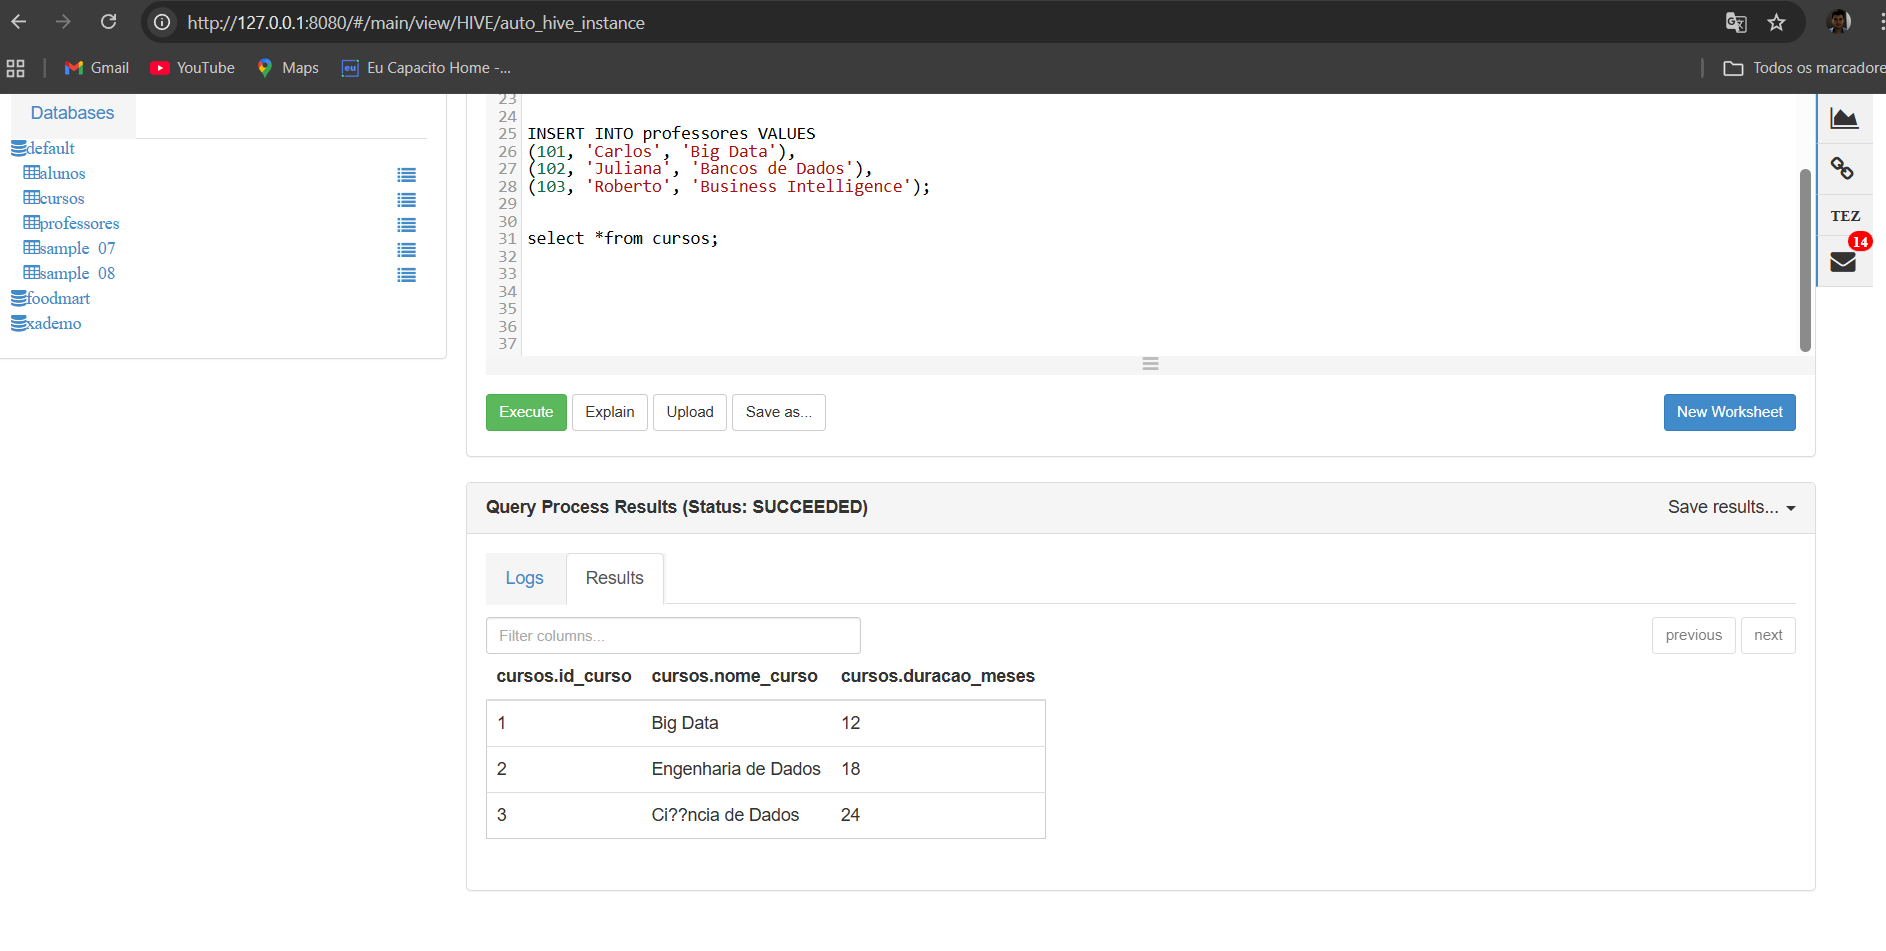 http://127.0.0.1:8080/#/main/view/HIVE/auto_hive_instance
Gmail YouTube Maps Eu Capacito Home -... Todos os marcadore
Databases
default
alunos
cursos
professores
sample_07
sample_08
foodmart
xademo
23
24
25 INSERT INTO professores VALUES
26 (101, 'Carlos', 'Big Data'),
27 (102, 'Juliana', 'Bancos de Dados'),
28 (103, 'Roberto', 'Business Intelligence');
29
30
31 select *from cursos;
32
33
34
35
36
37
TEZ
14
Execute Explain Upload Save as... New Worksheet
Query Process Results (Status: SUCCEEDED) Save results...
Logs Results
Filter columns... previous next
cursos.id_curso cursos.nome_curso cursos.duracao_meses
1 Big Data 12
2 Engenharia de Dados 18
3 Ci??ncia de Dados 24